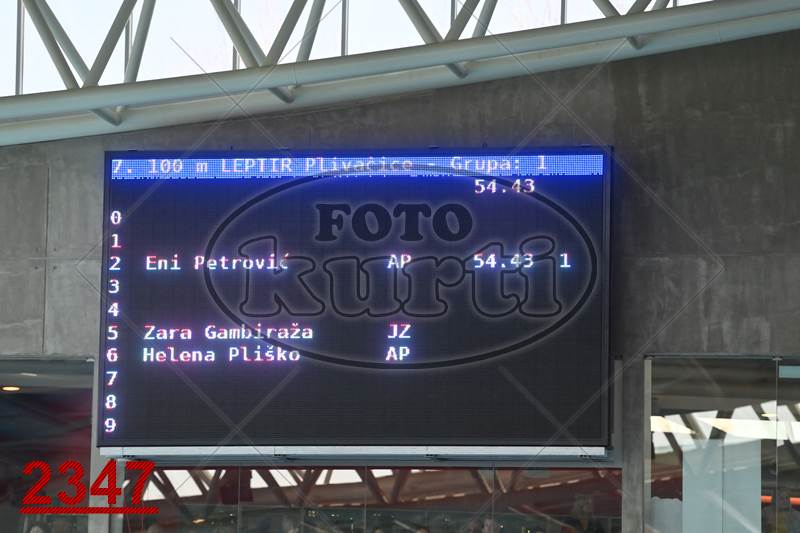 7. 100 m LEPTIR Plivačice - Grupa: 1
54.43
0
1
2 Eni Petrović AP 54.43 1
3
4
5 Zara Gambiraža JZ
6 Helena Pliško AP
7
8
9
FOTO
kurti
2347